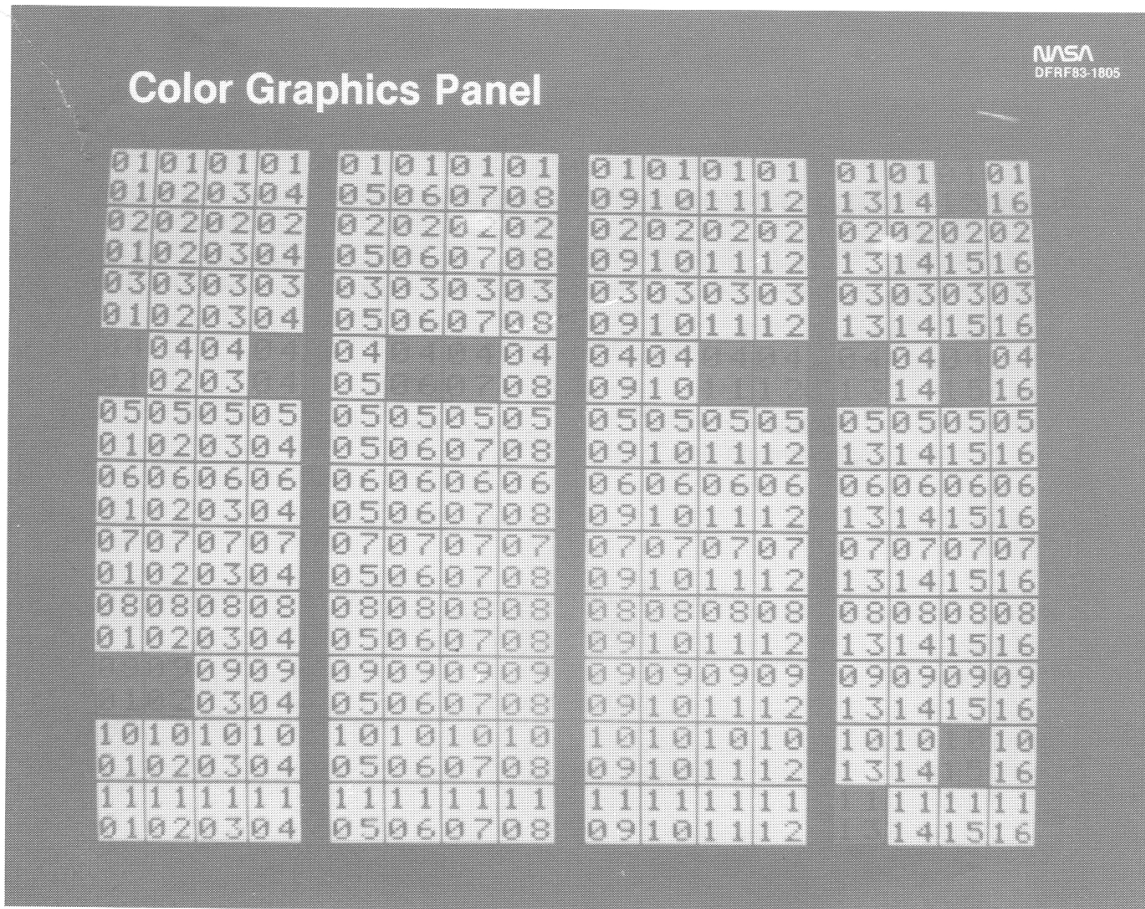 NASA
DFRF83-1805
Color Graphics Panel
01010101 01010101 01010101 0101 01
01020304 05060708 09101112 1314 16
02020202 02020202 02020202 02020202
01020304 05060708 09101112 13141516
03030303 03030303 03030303 03030303
01020304 05060708 09101112 13141516
0404 04 04 0404 04 04
0203 05 08 0910 14 16
05050505 05050505 05050505 05050505
01020304 05060708 09101112 13141516
06060606 06060606 06060606 06060606
01020304 05060708 09101112 13141516
07070707 07070707 07070707 07070707
01020304 05060708 09101112 13141516
08080808 08080808 08080808 08080808
01020304 05060708 09101112 13141516
0909 09090909 09090909 09090909
0304 05060708 09101112 13141516
10101010 10101010 10101010 1010 10
01020304 05060708 09101112 1314 16
11111111 11111111 11111111 111111
01020304 05060708 09101112 141516